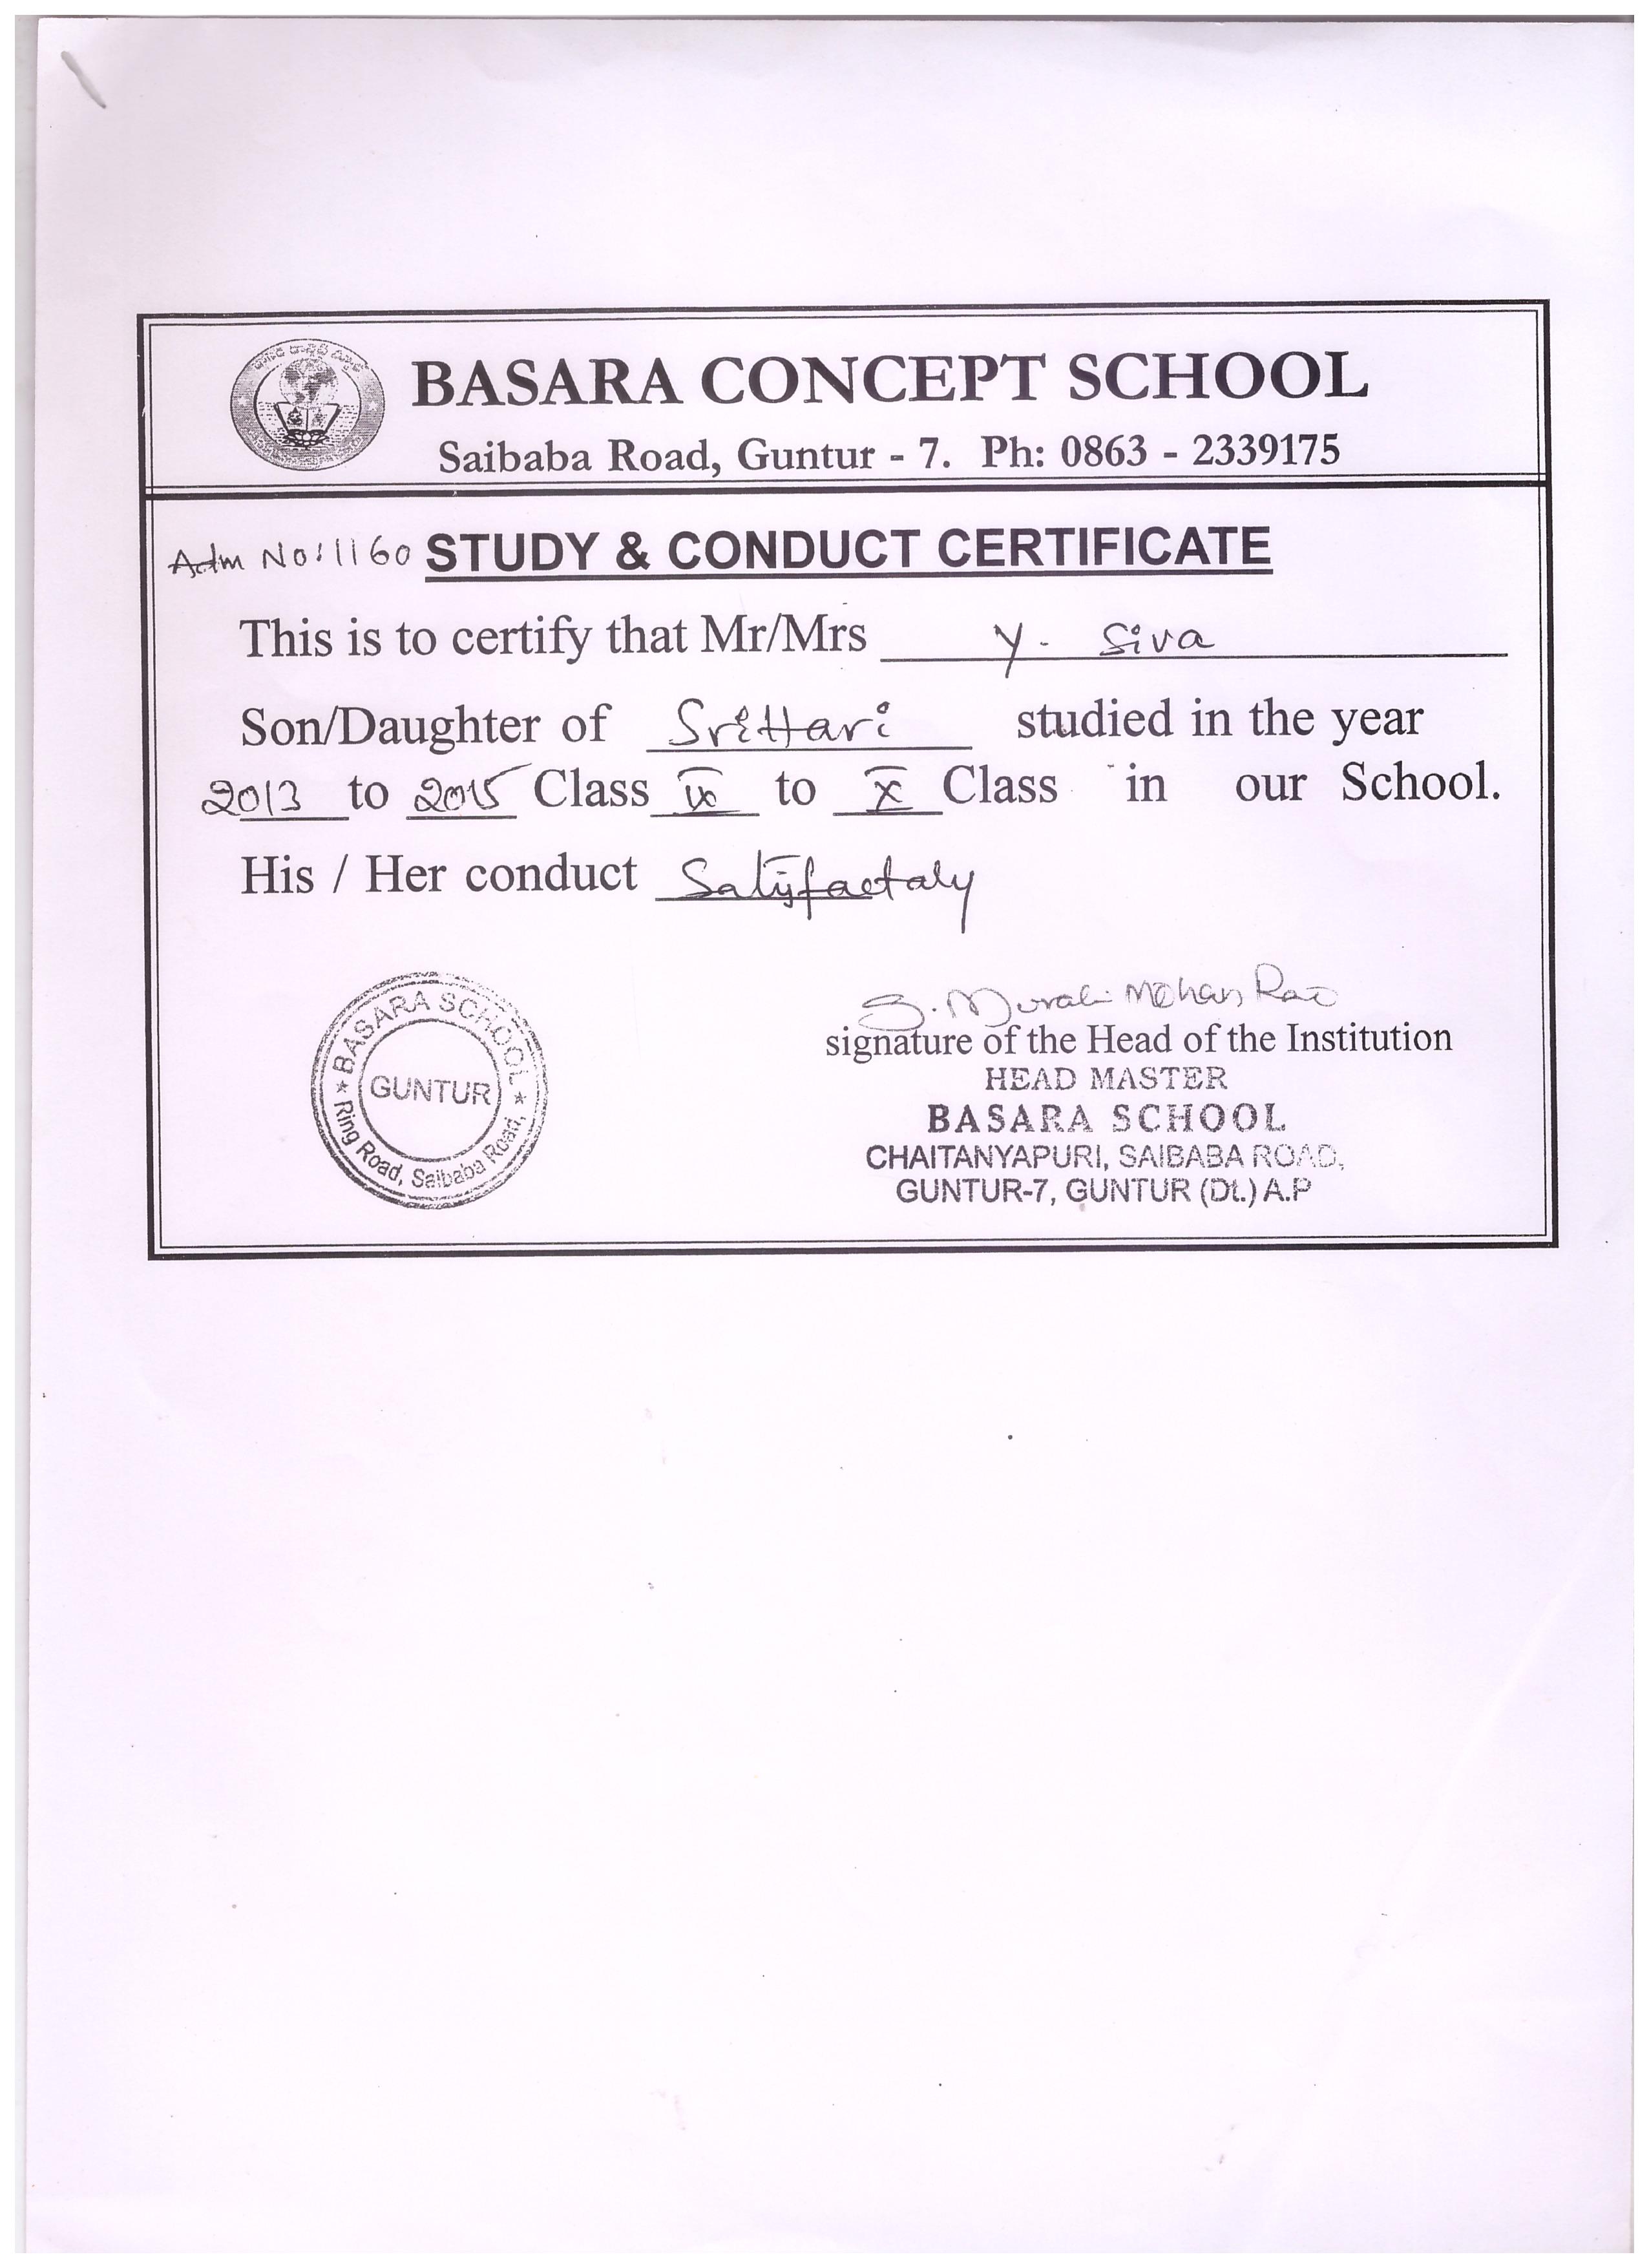 BASARA CONCEPT SCHOOL
Saibaba Road, Guntur - 7. Ph: 0863 - 2339175
Adm No: 1160 STUDY & CONDUCT CERTIFICATE
This is to certify that Mr/Mrs Y. Siva
Son/Daughter of SriHari studied in the year
2013 to 2015 Class IX to X Class in our School.
His / Her conduct Satisfactaly
BASARA SCHOOL
GUNTUR
Ring Road, Saibaba Road,
S. Murali Mohan Rao
signature of the Head of the Institution
HEAD MASTER
BASARA SCHOOL
CHAITANYAPURI, SAIBABA ROAD,
GUNTUR-7, GUNTUR (Dt.) A.P